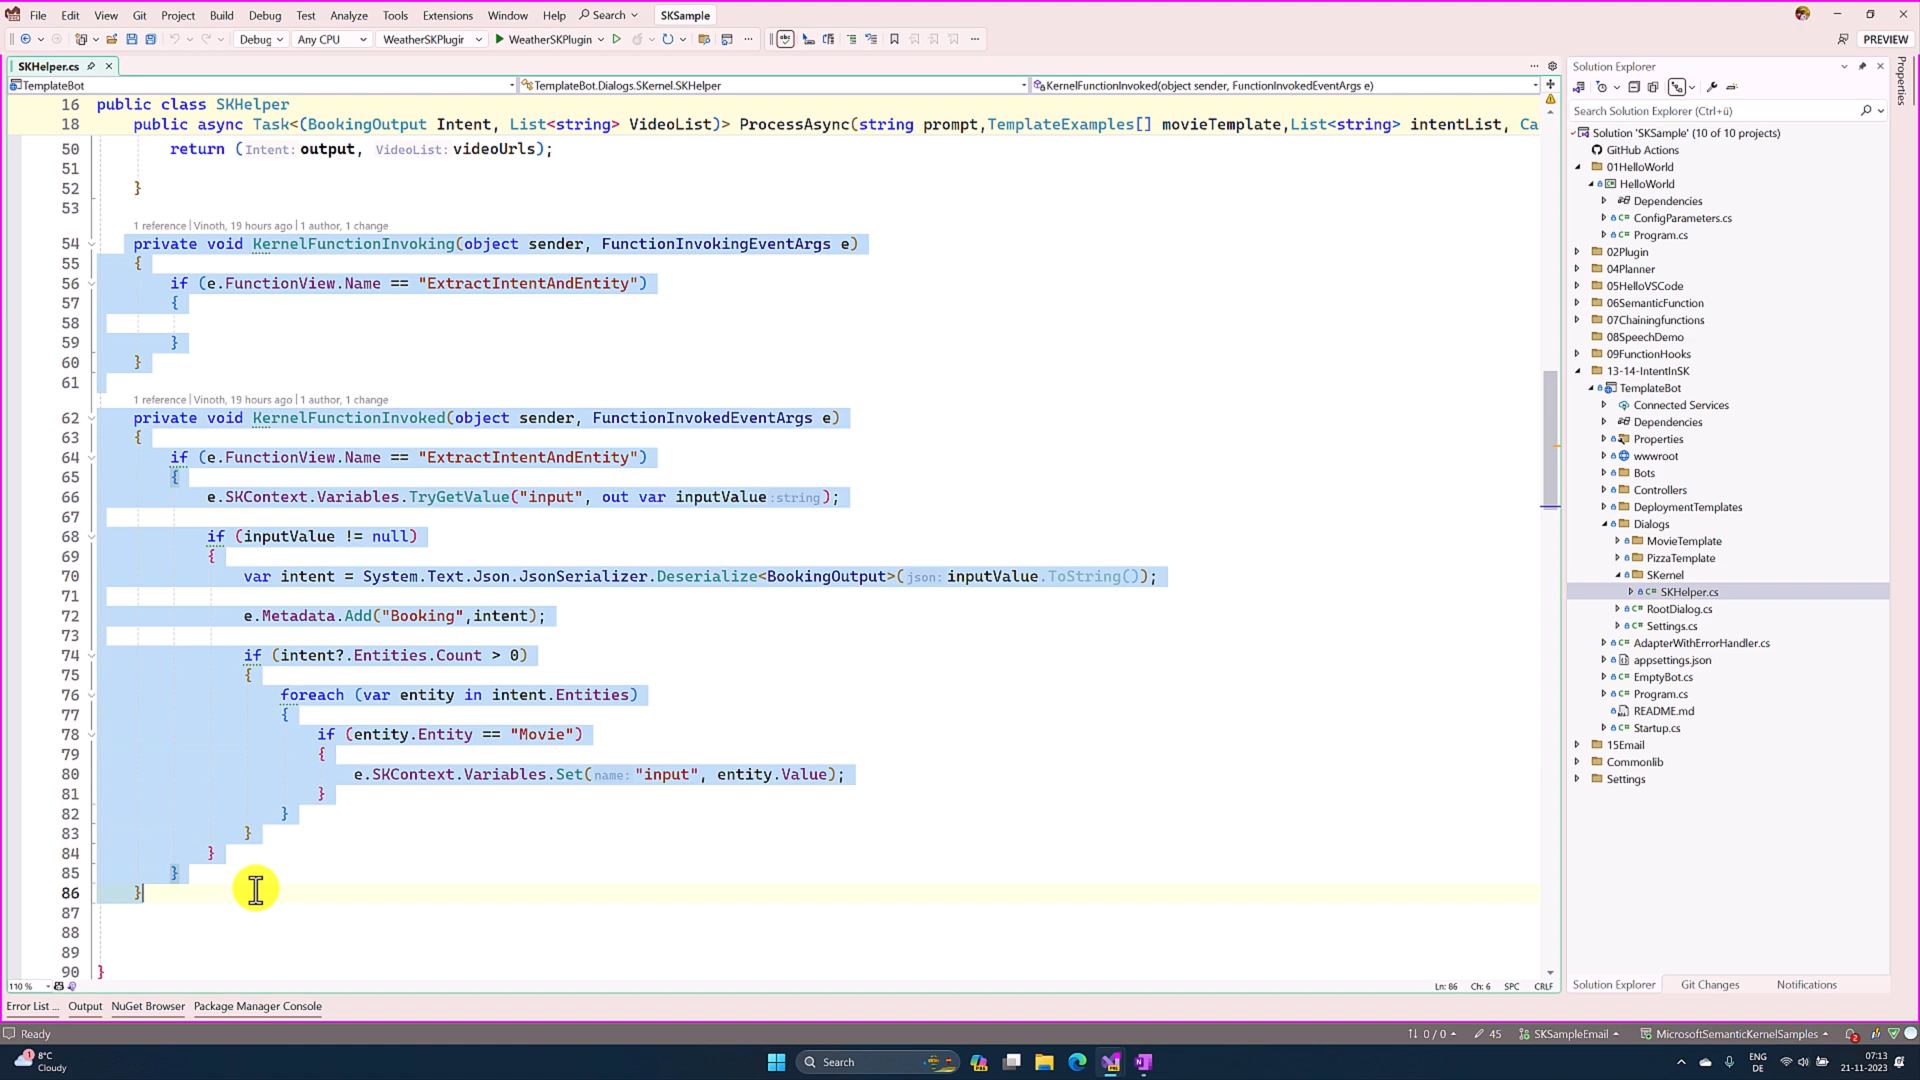 File Edit View Git Project Build Debug Test Analyze Tools Extensions Window Help Search SKSample
Debug Any CPU WeatherSKPlugin WeatherSKPlugin PREVIEW
SKHelper.cs
TemplateBot TemplateBot.Dialogs.SKernel.SKHelper KernelFunctionInvoked(object sender, FunctionInvokedEventArgs e)
16 public class SKHelper
18 public async Task<(BookingOutput Intent, List<string> VideoList)> ProcessAsync(string prompt,TemplateExamples[] movieTemplate,List<string> intentList, Ca
50 return (Intent: output, VideoList: videoUrls);
51
52 }
53
1 reference | Vinoth, 19 hours ago | 1 author, 1 change
54 private void KernelFunctionInvoking(object sender, FunctionInvokingEventArgs e)
55 {
56 if (e.FunctionView.Name == "ExtractIntentAndEntity")
57 {
58
59 }
60 }
61
1 reference | Vinoth, 19 hours ago | 1 author, 1 change
62 private void KernelFunctionInvoked(object sender, FunctionInvokedEventArgs e)
63 {
64 if (e.FunctionView.Name == "ExtractIntentAndEntity")
65 {
66 e.SKContext.Variables.TryGetValue("input", out var inputValue :string);
67
68 if (inputValue != null)
69 {
70 var intent = System.Text.Json.JsonSerializer.Deserialize<BookingOutput>(json: inputValue.ToString());
71
72 e.Metadata.Add("Booking",intent);
73
74 if (intent?.Entities.Count > 0)
75 {
76 foreach (var entity in intent.Entities)
77 {
78 if (entity.Entity == "Movie")
79 {
80 e.SKContext.Variables.Set(name: "input", entity.Value);
81 }
82 }
83 }
84 }
85 }
86 }
87
88
89
90 }
110 % Ln: 86 Ch: 6 SPC CRLF
Error List ... Output NuGet Browser Package Manager Console
Solution Explorer
Properties
Search Solution Explorer (Ctrl+ü)
Solution 'SKSample' (10 of 10 projects)
GitHub Actions
01HelloWorld
HelloWorld
Dependencies
ConfigParameters.cs
Program.cs
02Plugin
04Planner
05HelloVSCode
06SemanticFunction
07Chainingfunctions
08SpeechDemo
09FunctionHooks
13-14-IntentInSK
TemplateBot
Connected Services
Dependencies
Properties
wwwroot
Bots
Controllers
DeploymentTemplates
Dialogs
MovieTemplate
PizzaTemplate
SKernel
SKHelper.cs
RootDialog.cs
Settings.cs
AdapterWithErrorHandler.cs
appsettings.json
EmptyBot.cs
Program.cs
README.md
Startup.cs
15Email
Commonlib
Settings
Solution Explorer Git Changes Notifications
Ready 0 / 0 45 SKSampleEmail MicrosoftSemanticKernelSamples 2
1 8°C
Cloudy
Search
ENG
DE
07:13
21-11-2023